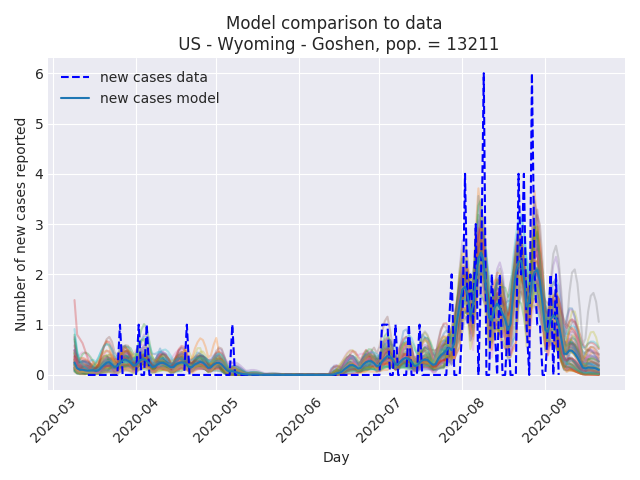 Model comparison to data
US - Wyoming - Goshen, pop. = 13211
new cases data
new cases model
Number of new cases reported
6
5
4
3
2
1
0
2020-03
2020-04
2020-05
2020-06
2020-07
2020-08
2020-09
Day